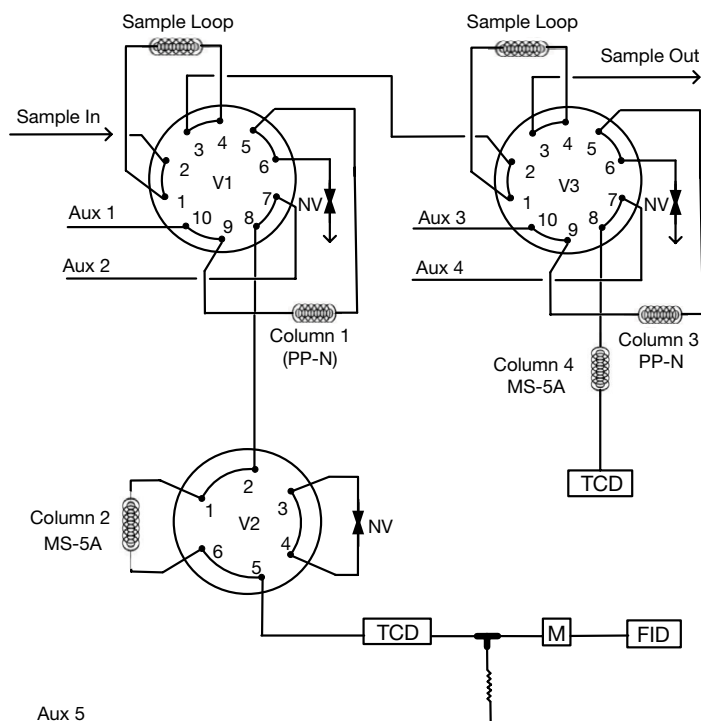 Sample Loop
Sample Loop
Sample In
Sample Out
3 4 5
2 6
V1
1 7
10 9 8
NV
3 4 5
2 6
V3
1 7
10 9 8
NV
Aux 1
Aux 2
Aux 3
Aux 4
Column 1
(PP-N)
Column 3
PP-N
Column 4
MS-5A
TCD
Column 2
MS-5A
2
1 3
V2
6 4
5
NV
TCD
M
FID
Aux 5